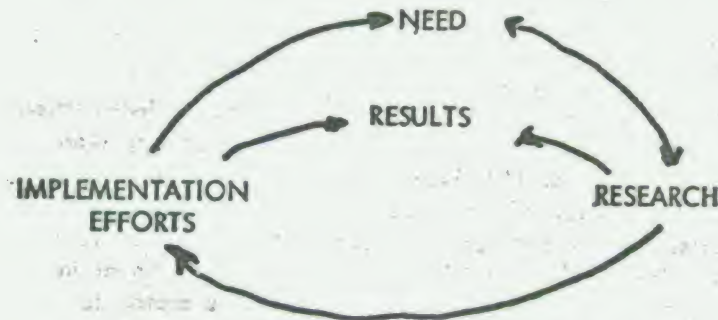 NEED
RESULTS
IMPLEMENTATION
EFFORTS
RESEARCH